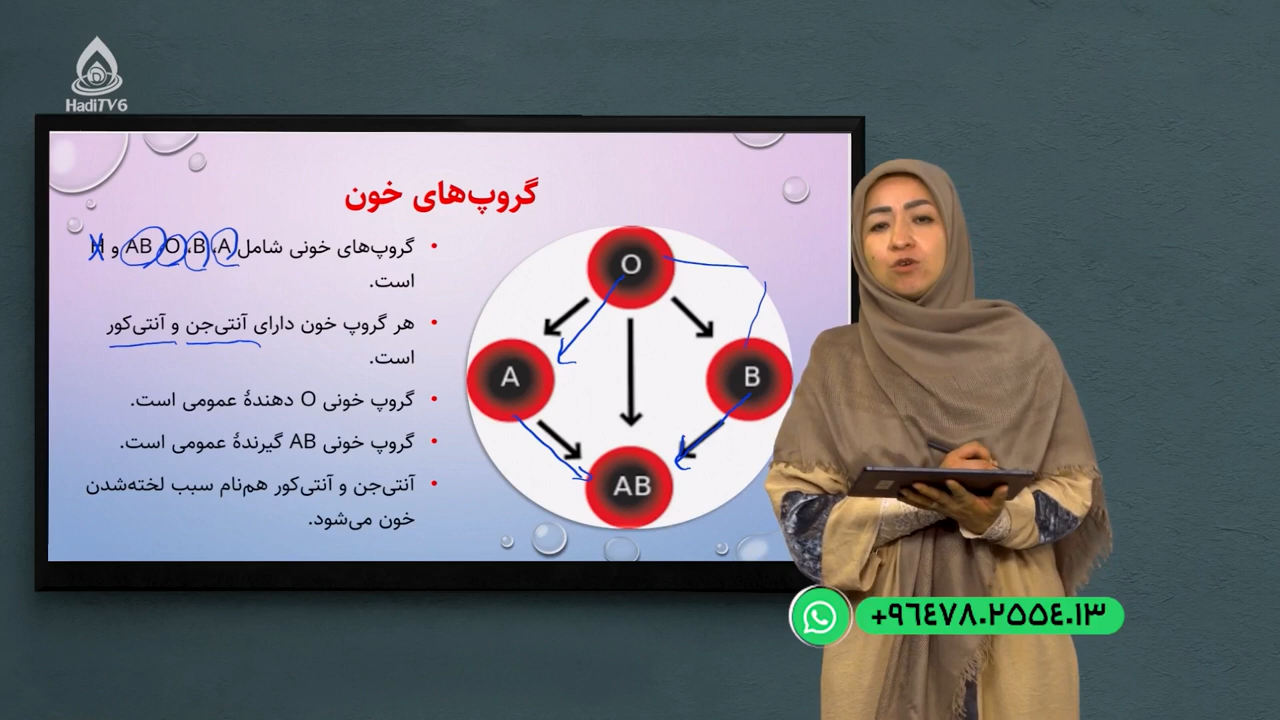 HadiTV6
گروپ‌های خون
گروپ‌های خونی شامل A، B، O، AB و H
است.
هر گروپ خون دارای آنتی‌جن و آنتی‌کور
است.
گروپ خونی O دهندهٔ عمومی است.
گروپ خونی AB گیرندهٔ عمومی است.
آنتی‌جن و آنتی‌کور هم‌نام سبب لخته‌شدن
خون می‌شود.
O
A
B
AB
+٩٦٤٧٨٠٢٥٥٤٠١٣